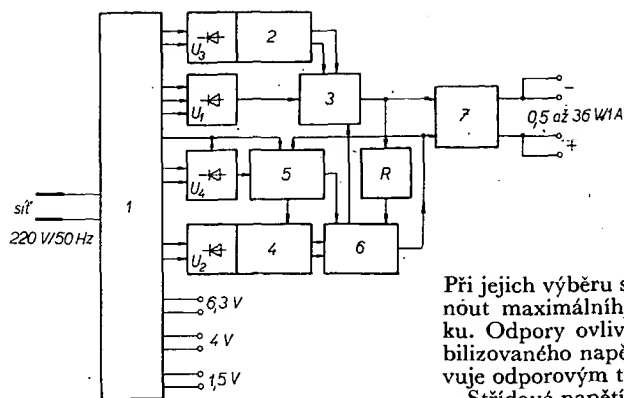 U3
2
U1
3
-
7
0,5 až 36 W/1 A
+
U4
5
R
síť
1
220 V/50 Hz
U2
4
6
6,3 V
4 V
1,5 V
Při jejich výběru s
nout maximálníh
ku. Odpory ovliv
bilizovaného napě
vuje odporovým t
Střídavé napětí